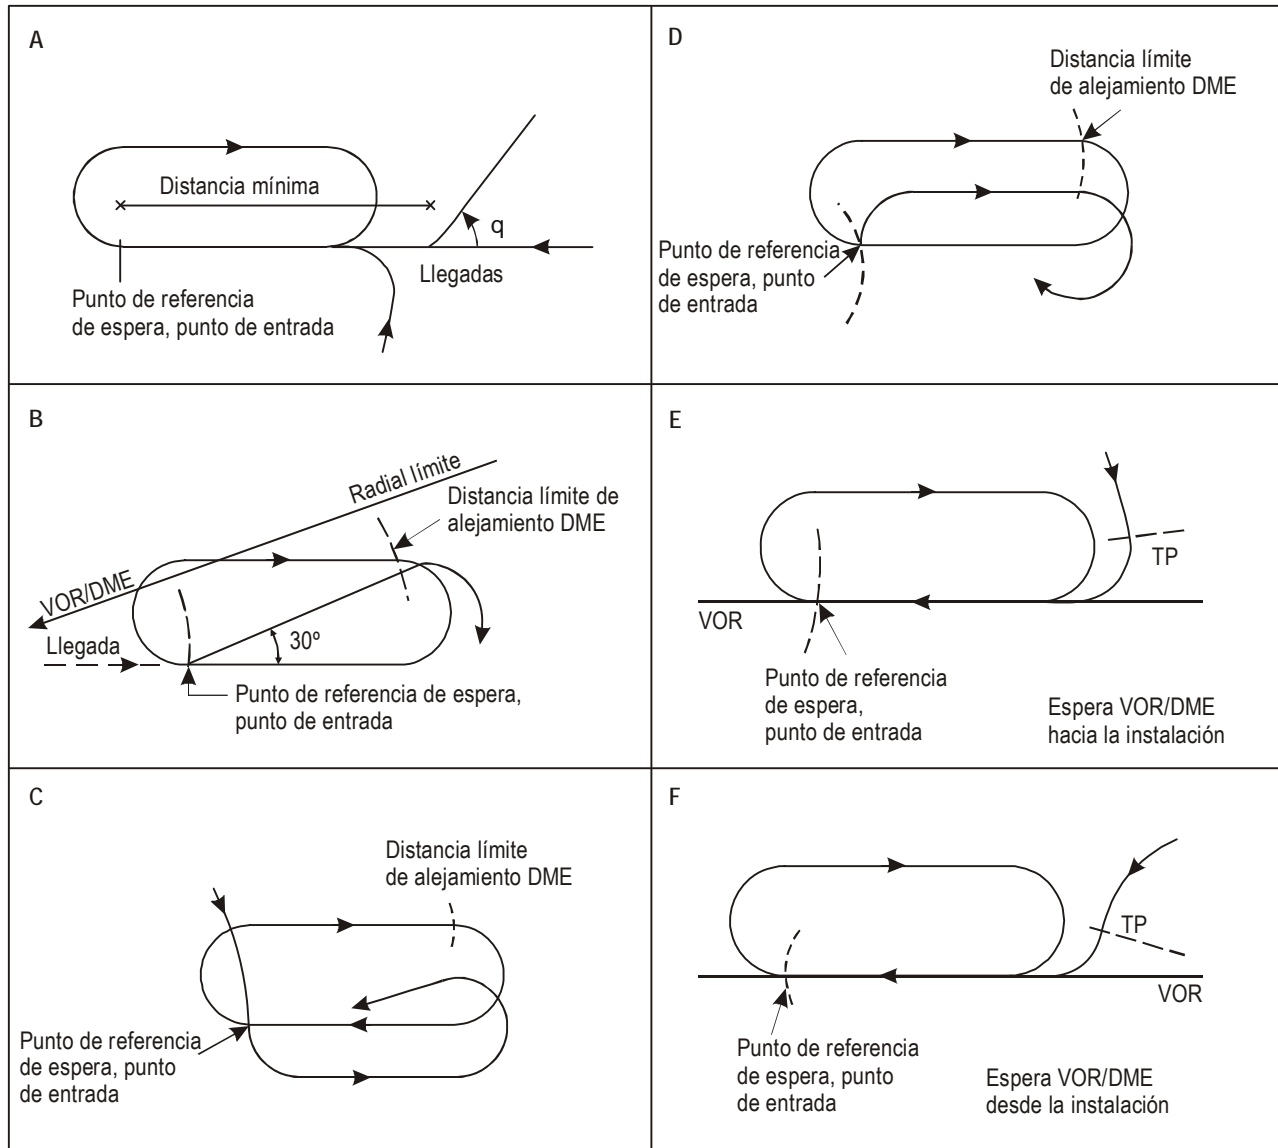 A
Distancia mínima
q
Llegadas
Punto de referencia
de espera, punto de entrada
B
Radial límite
Distancia límite de
alejamiento DME
VOR/DME
Llegada
30º
Punto de referencia de espera,
punto de entrada
C
Distancia límite
de alejamiento DME
Punto de referencia
de espera, punto
de entrada
D
Distancia límite
de alejamiento DME
Punto de referencia
de espera, punto
de entrada
E
TP
VOR
Punto de referencia
de espera,
punto de entrada
Espera VOR/DME
hacia la instalación
F
TP
VOR
Punto de referencia
de espera, punto
de entrada
Espera VOR/DME
desde la instalación